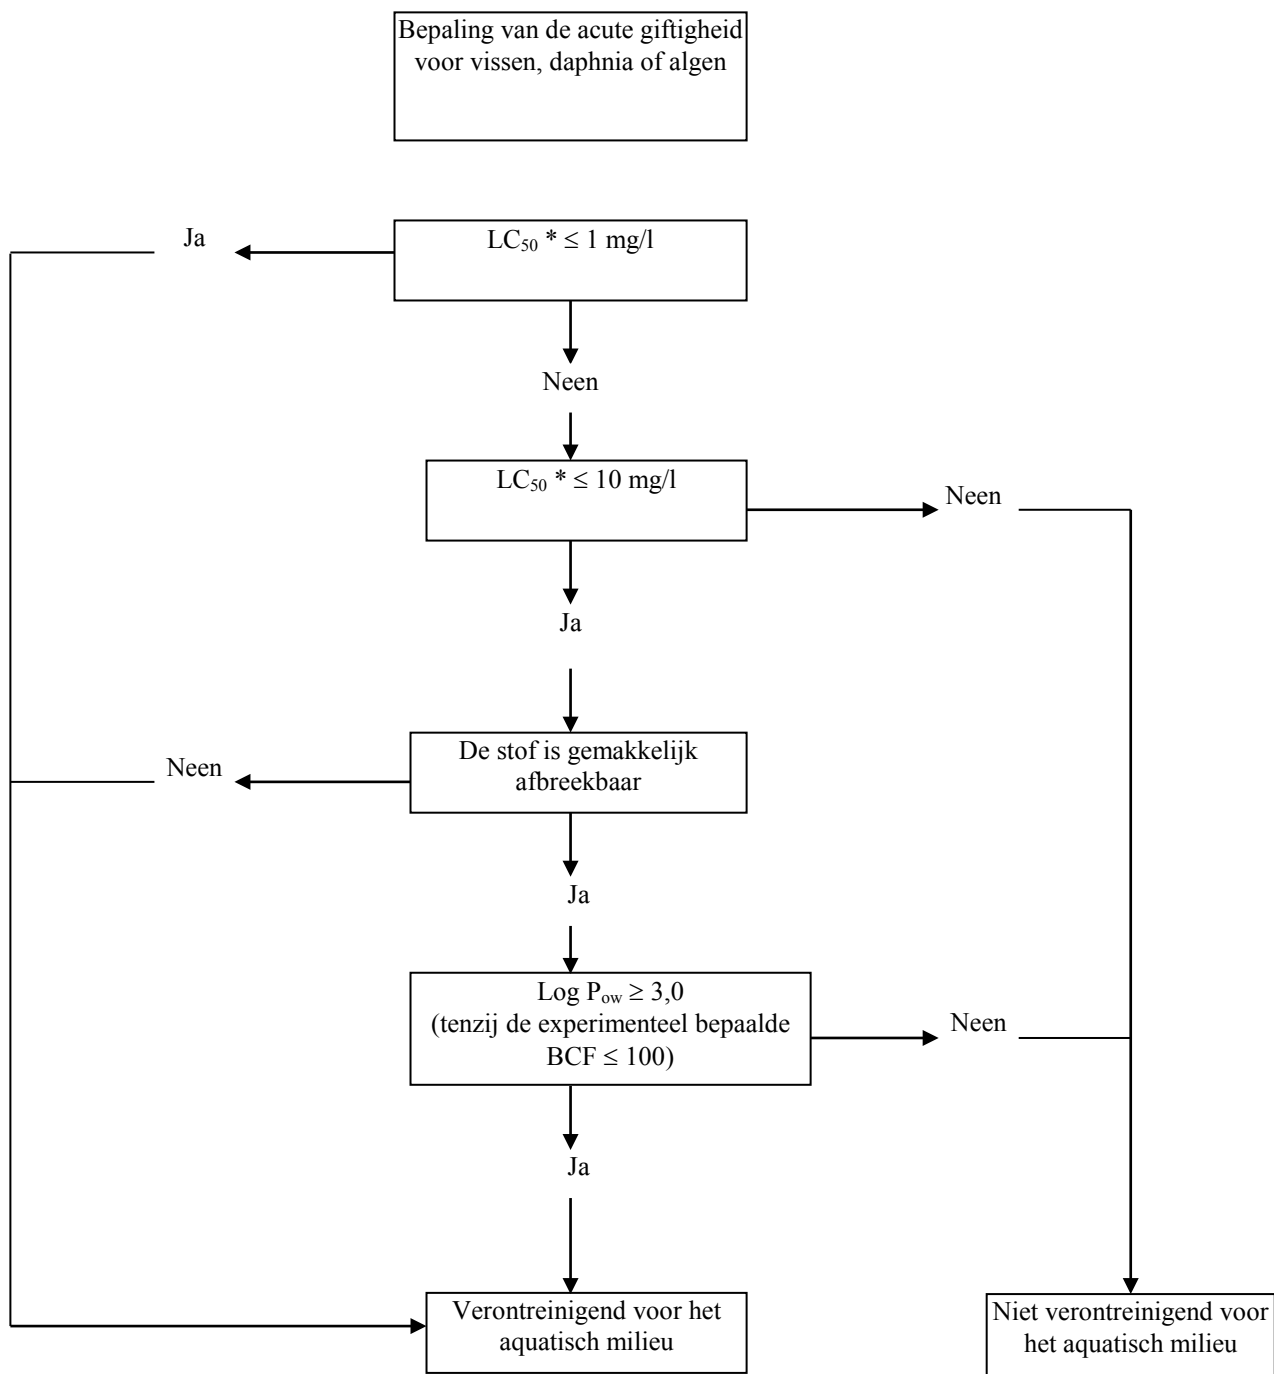 Bepaling van de acute giftigheid
voor vissen, daphnia of algen
Ja
LC₅₀ * ≤ 1 mg/l
Neen
LC₅₀ * ≤ 10 mg/l
Neen
Ja
De stof is gemakkelijk
afbreekbaar
Neen
Ja
Log Pₒw ≥ 3,0
(tenzij de experimenteel bepaalde
BCF ≤ 100)
Neen
Ja
Verontreinigend voor het
aquatisch milieu
Niet verontreinigend voor
het aquatisch milieu